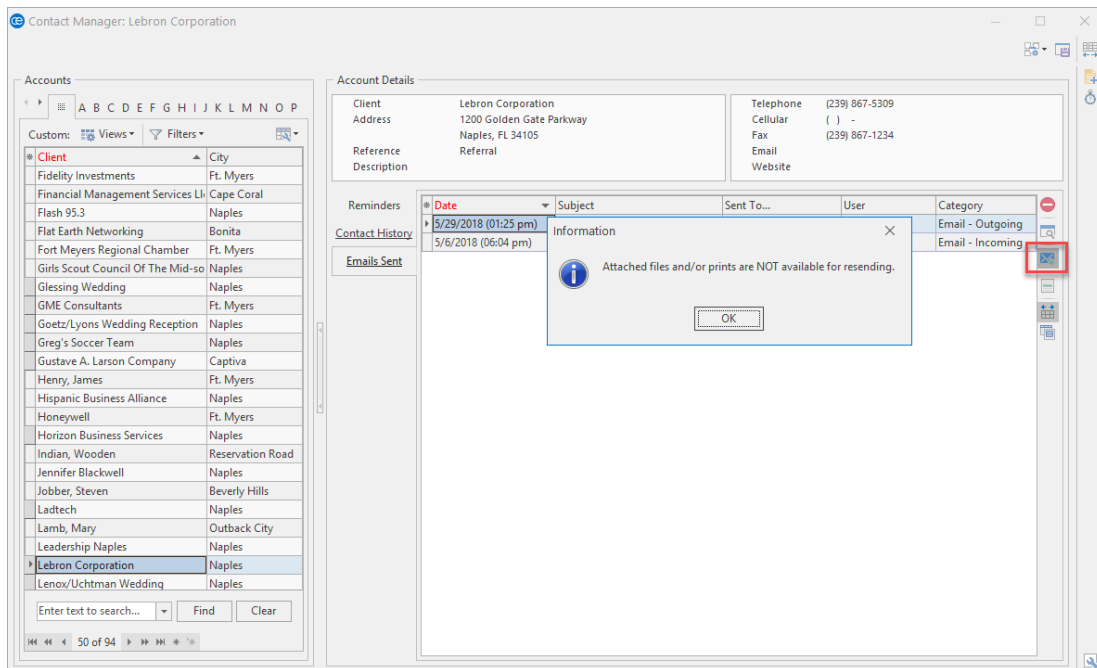 Contact Manager: Lebron Corporation
Accounts
A B C D E F G H I J K L M N O P
Custom: Views Filters
Client City
Fidelity Investments Ft. Myers
Financial Management Services Ll Cape Coral
Flash 95.3 Naples
Flat Earth Networking Bonita
Fort Meyers Regional Chamber Ft. Myers
Girls Scout Council Of The Mid-so Naples
Glessing Wedding Naples
GME Consultants Ft. Myers
Goetz/Lyons Wedding Reception Naples
Greg's Soccer Team Naples
Gustave A. Larson Company Captiva
Henry, James Ft. Myers
Hispanic Business Alliance Naples
Honeywell Ft. Myers
Horizon Business Services Naples
Indian, Wooden Reservation Road
Jennifer Blackwell Naples
Jobber, Steven Beverly Hills
Ladtech Naples
Lamb, Mary Outback City
Leadership Naples Naples
Lebron Corporation Naples
Lenox/Uchtman Wedding Naples
Enter text to search... Find Clear
50 of 94
Account Details
Client Lebron Corporation
Address 1200 Golden Gate Parkway
Naples, FL 34105
Reference Referral
Description
Telephone (239) 867-5309
Cellular ( ) -
Fax (239) 867-1234
Email
Website
Reminders
Contact History
Emails Sent
Date Subject Sent To... User Category
5/29/2018 (01:25 pm) Email - Outgoing
5/6/2018 (06:04 pm) Email - Incoming
Information
Attached files and/or prints are NOT available for resending.
OK